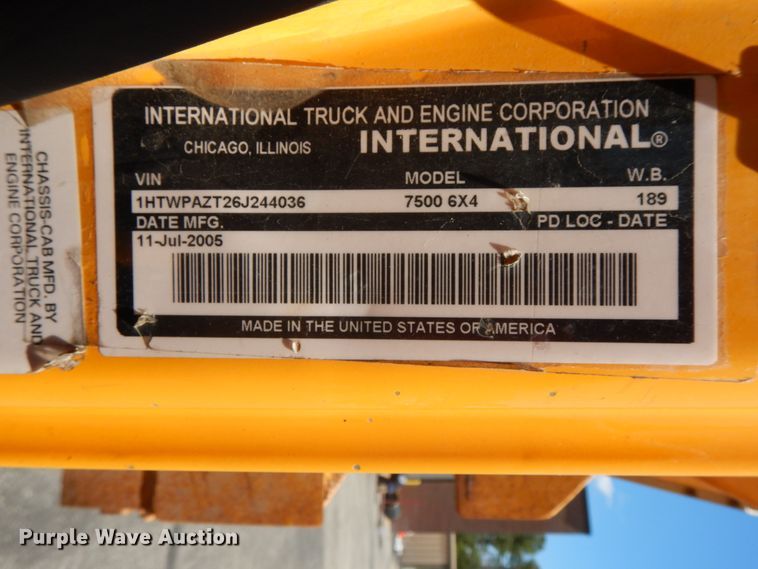 INTERNATIONAL TRUCK AND ENGINE CORPORATION
CHICAGO, ILLINOIS INTERNATIONAL®
VIN MODEL W.B.
1HTWPAZT26J244036 7500 6X4 189
DATE MFG. PD LOC - DATE
11-Jul-2005
MADE IN THE UNITED STATES OF AMERICA
CHASSIS-CAB MFD. BY
INTERNATIONAL TRUCK AND
ENGINE CORPORATION
Purple Wave Auction